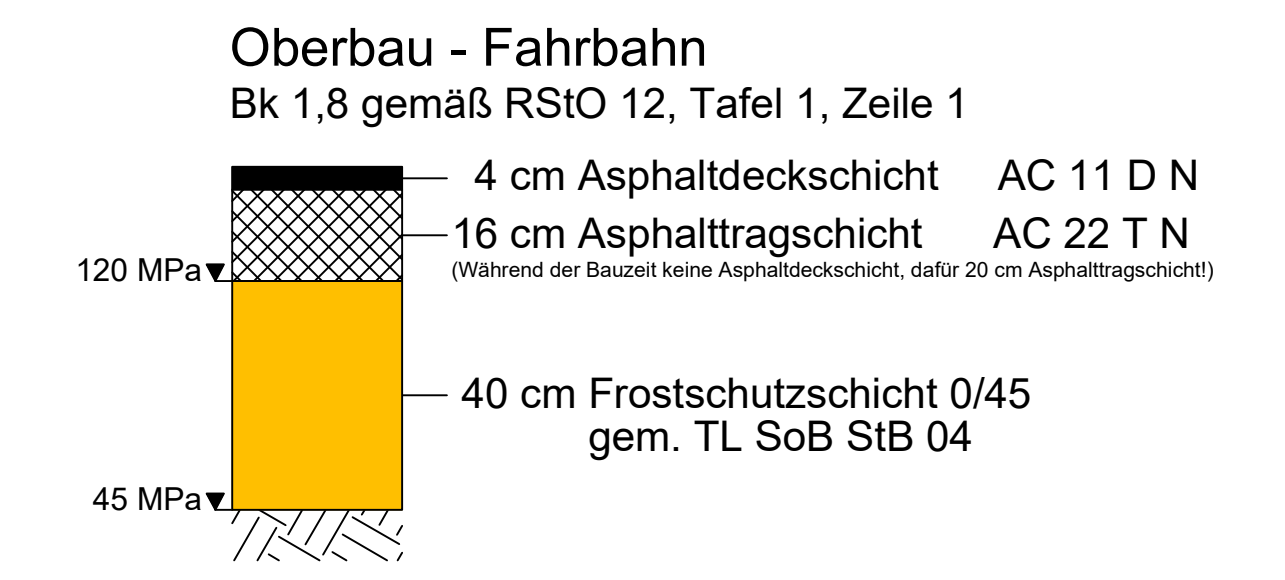 Oberbau - Fahrbahn
Bk 1,8 gemäß RStO 12, Tafel 1, Zeile 1
4 cm Asphaltdeckschicht AC 11 D N
16 cm Asphalttragschicht AC 22 T N
(Während der Bauzeit keine Asphaltdeckschicht, dafür 20 cm Asphalttragschicht!)
120 MPa
40 cm Frostschutzschicht 0/45
gem. TL SoB StB 04
45 MPa